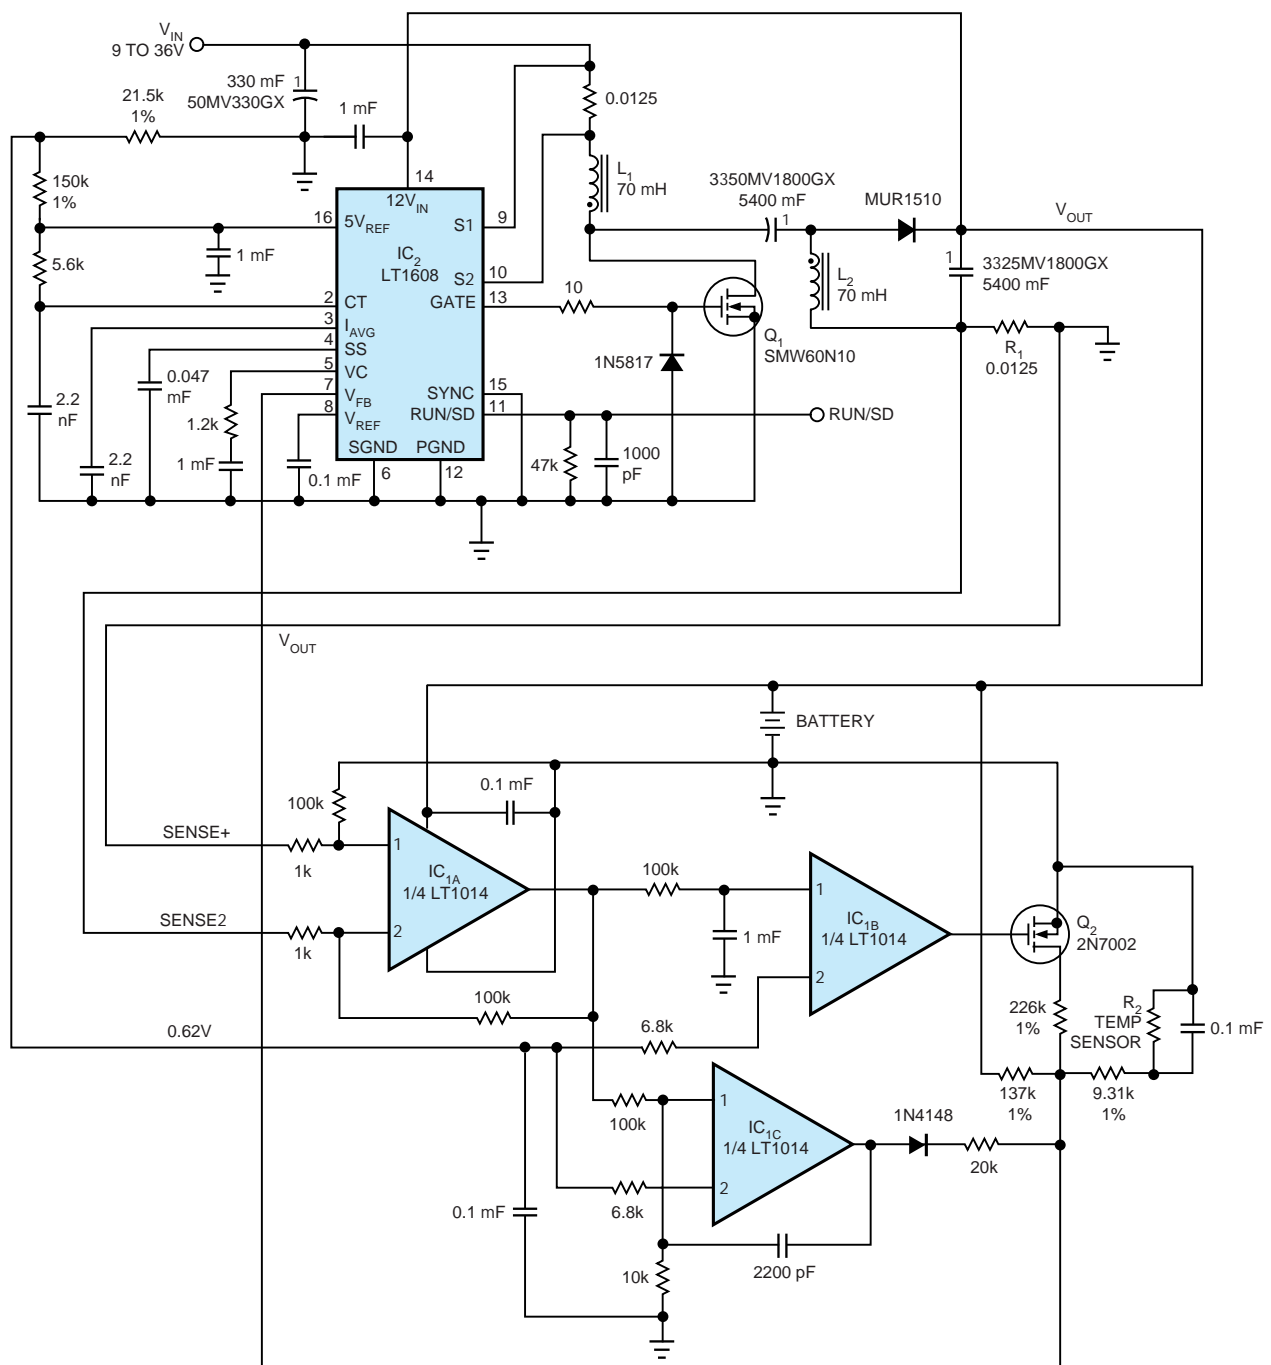 V_IN
9 TO 36V
330 mF
50MV330GX
1
21.5k
1%
1 mF
0.0125
L_1
70 mH
3350MV1800GX
5400 mF
1
MUR1510
V_OUT
150k
1%
14
12V_IN
16
5V_REF
S1
9
1 mF
IC_2
LT1608
5.6k
S2
10
L_2
70 mH
1
3325MV1800GX
5400 mF
2
CT
GATE
13
10
3
I_AVG
4
SS
5
VC
7
V_FB
8
V_REF
SYNC
15
RUN/SD
11
SGND
PGND
6
12
Q_1
SMW60N10
R_1
0.0125
1N5817
RUN/SD
2.2
nF
2.2
nF
0.047
mF
1.2k
1 mF
0.1 mF
47k
1000
pF
V_OUT
BATTERY
100k
0.1 mF
SENSE+
1k
1
IC_1A
1/4 LT1014
2
SENSE2
1k
100k
1 mF
1
IC_1B
1/4 LT1014
2
Q_2
2N7002
100k
0.62V
6.8k
226k
1%
R_2
TEMP
SENSOR
0.1 mF
137k
1%
9.31k
1%
100k
1
IC_1C
1/4 LT1014
2
1N4148
20k
6.8k
0.1 mF
2200 pF
10k